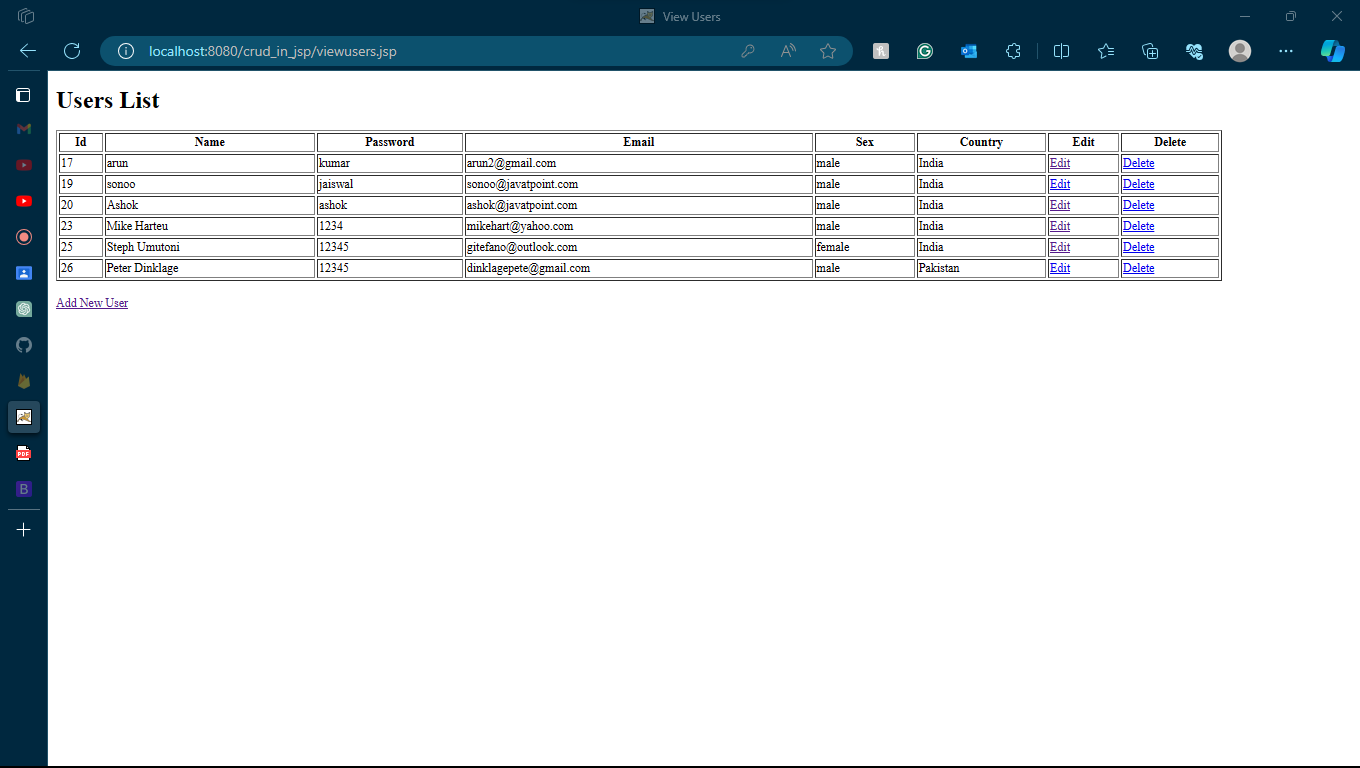 View Users
localhost:8080/crud_in_jsp/viewusers.jsp
Users List
Id Name Password Email Sex Country Edit Delete
17 arun kumar arun2@gmail.com male India Edit Delete
19 sonoo jaiswal sonoo@javatpoint.com male India Edit Delete
20 Ashok ashok ashok@javatpoint.com male India Edit Delete
23 Mike Harteu 1234 mikehart@yahoo.com male India Edit Delete
25 Steph Umutoni 12345 gitefano@outlook.com female India Edit Delete
26 Peter Dinklage 12345 dinklagepete@gmail.com male Pakistan Edit Delete
Add New User
PDF
B